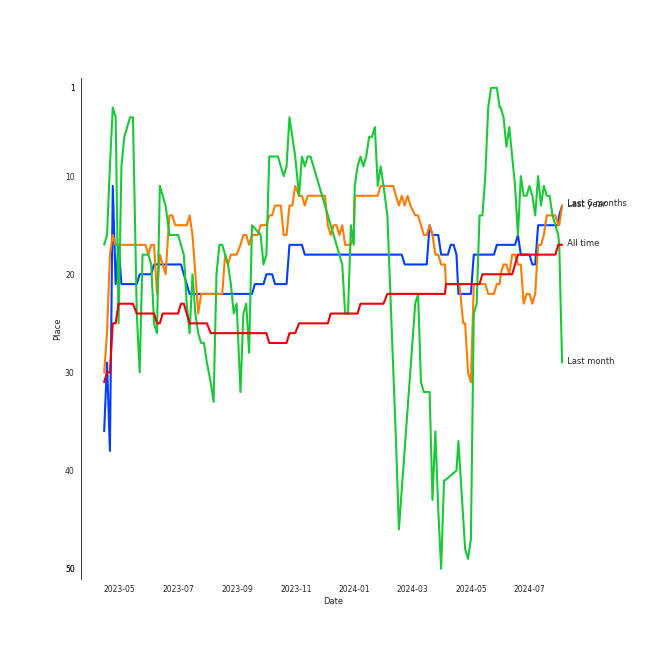 1
10
20
30
40
50
Place
2023-05
2023-07
2023-09
2023-11
2024-01
2024-03
2024-05
2024-07
Date
Last 6 months
Last year
All time
Last month